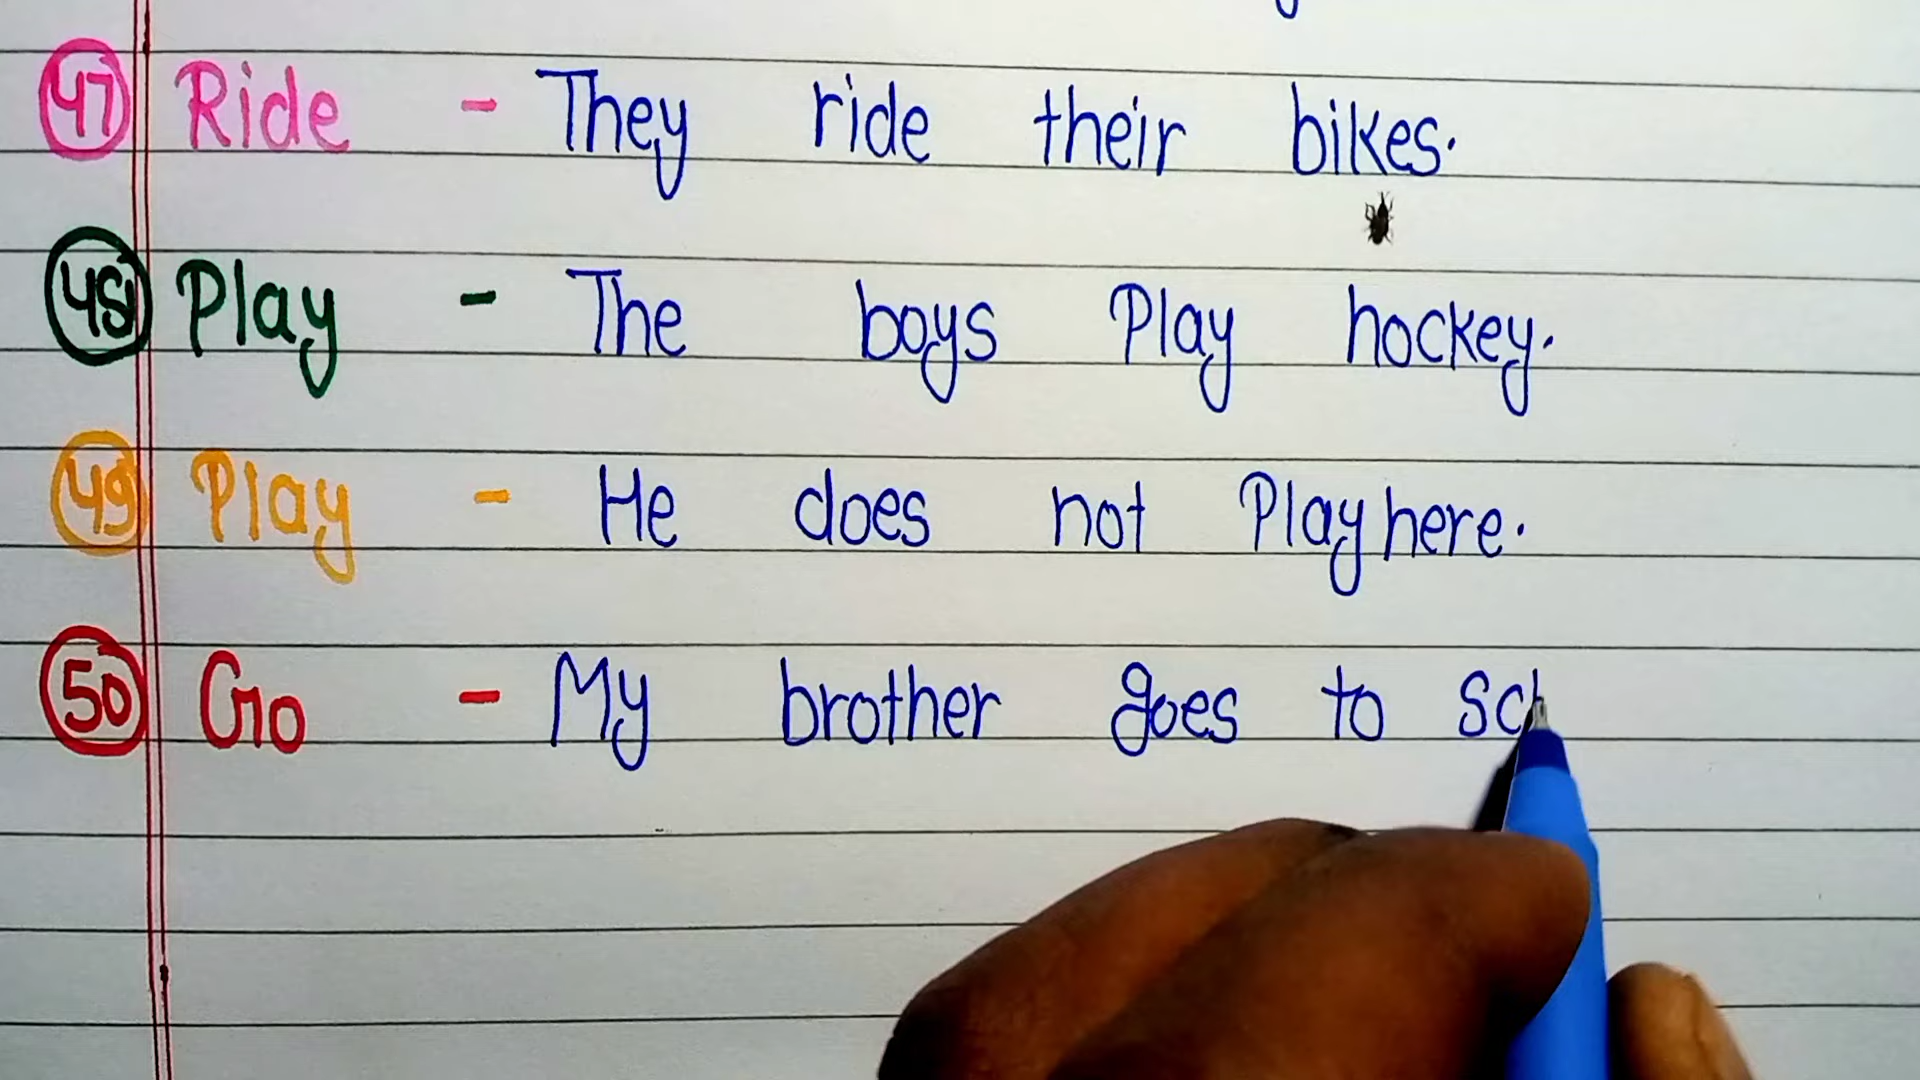 47 Ride - They ride their bikes.
48 Play - The boys Play hockey.
49 Play - He does not Play here.
50 Go - My brother goes to sch